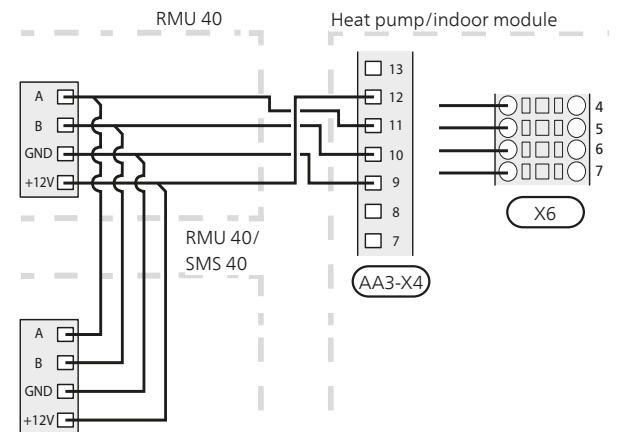 RMU 40
Heat pump/indoor module
A
B
GND
+12V
13
12
11
10
9
8
7
AA3-X4
4
5
6
7
X6
RMU 40/
SMS 40
A
B
GND
+12V